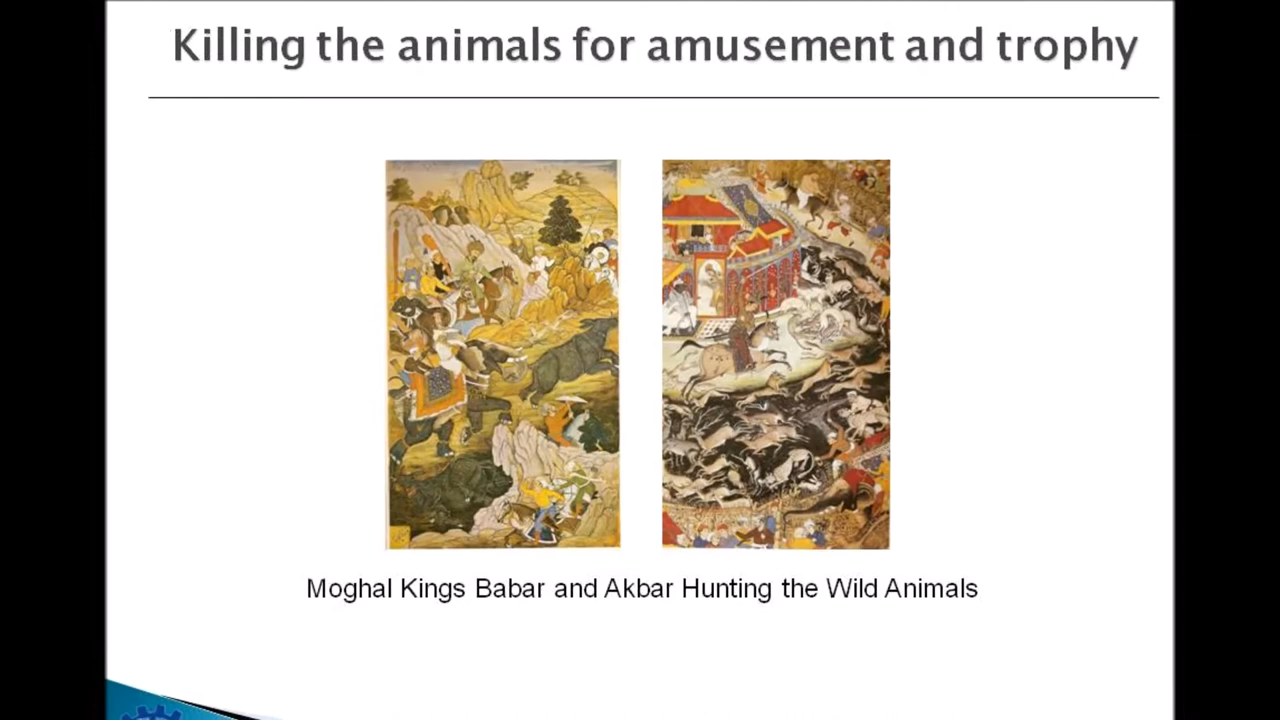 Killing the animals for amusement and trophy
Moghal Kings Babar and Akbar Hunting the Wild Animals